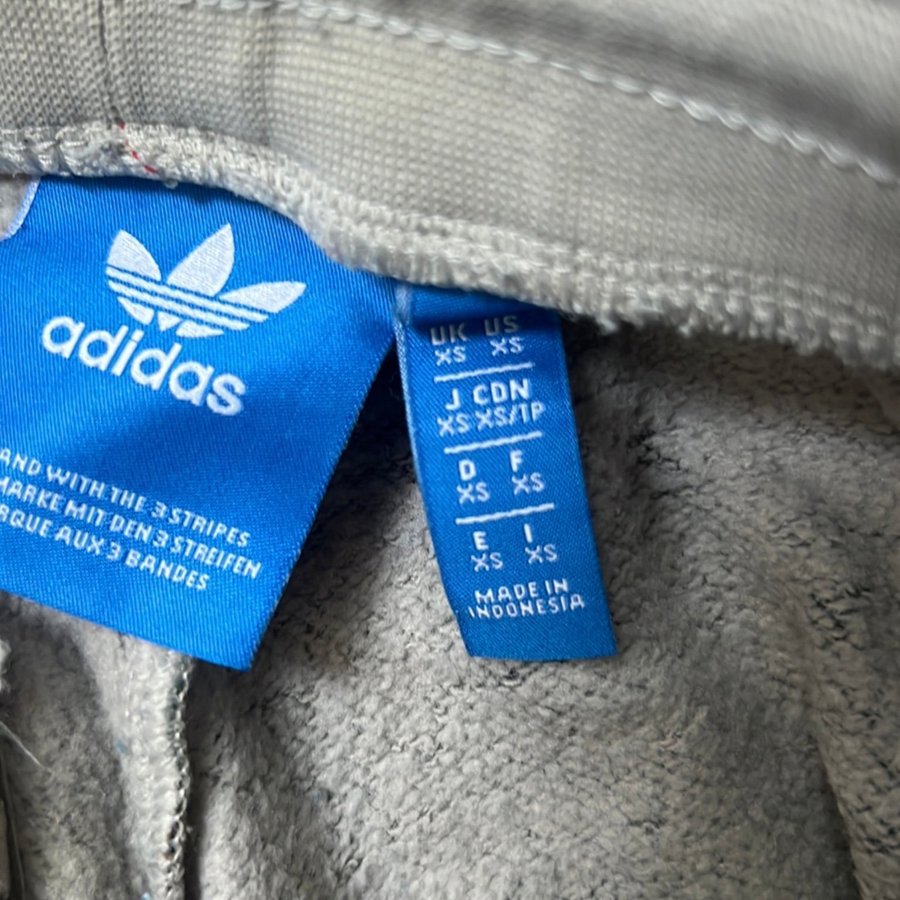 adidas
AND WITH THE 3 STRIPES
MARKE MIT DEN 3 STREIFEN
RQUE AUX 3 BANDES
UK US
XS XS
J CDN
XS XS/TP
D F
XS XS
E I
XS XS
MADE IN
INDONESIA